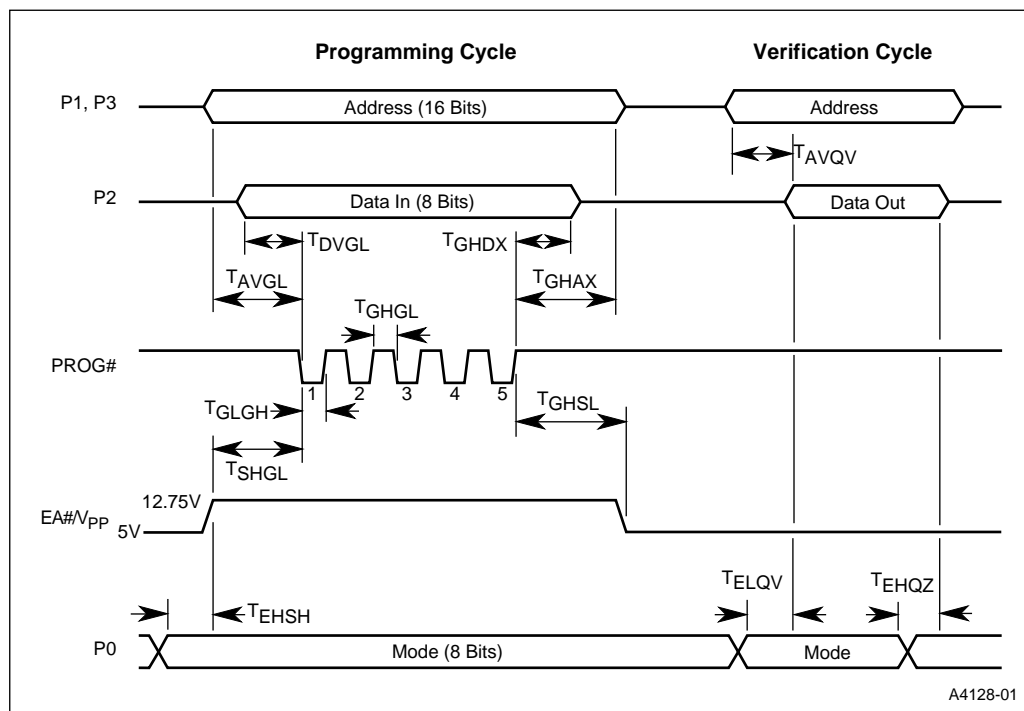 Programming Cycle
Verification Cycle
P1, P3
Address (16 Bits)
Address
TAVQV
P2
Data In (8 Bits)
Data Out
TDVGL
TGHDX
TAVGL
TGHAX
TGHGL
PROG#
1 2 3 4 5
TGLGH
TGHSL
TSHGL
12.75V
EA#/VPP
5V
TELQV
TEHQZ
TEHSH
P0
Mode (8 Bits)
Mode
A4128-01